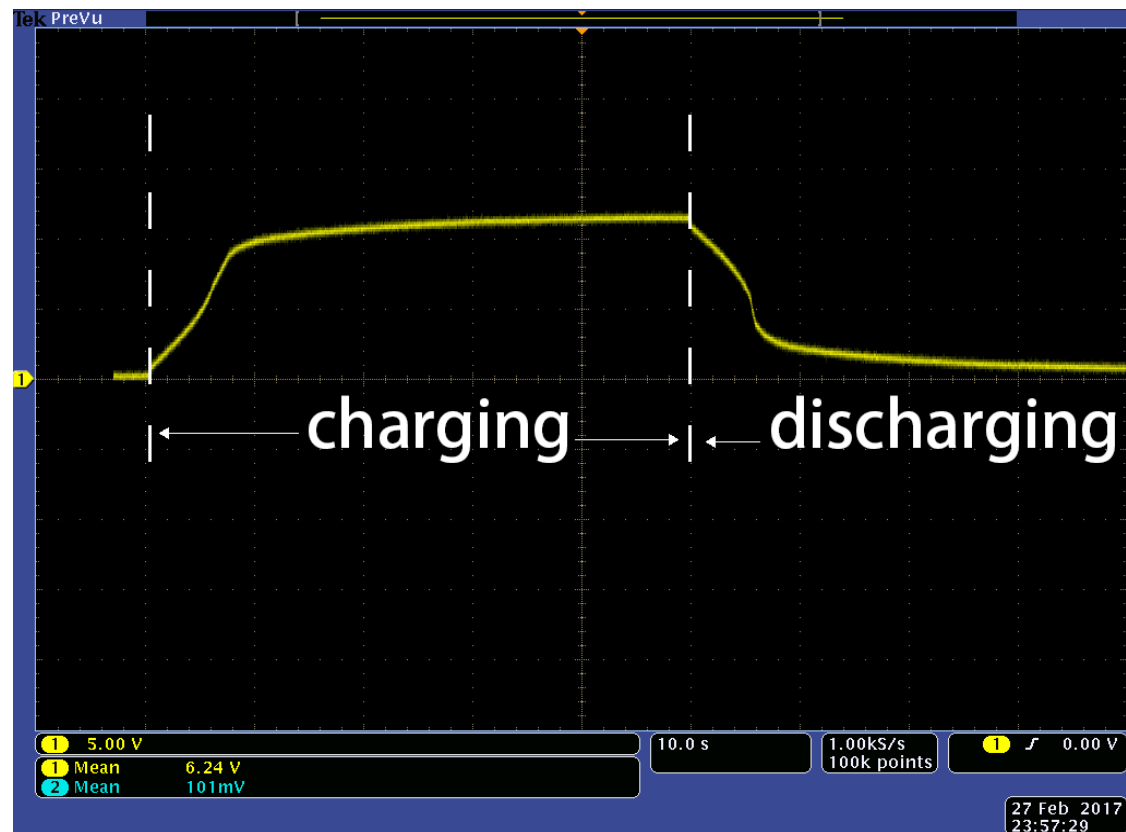 Tek PreVu
1
charging
discharging
1 5.00 V
1 Mean 6.24 V
2 Mean 101mV
10.0 s
1.00kS/s
100k points
1 0.00 V
27 Feb 2017
23:57:29